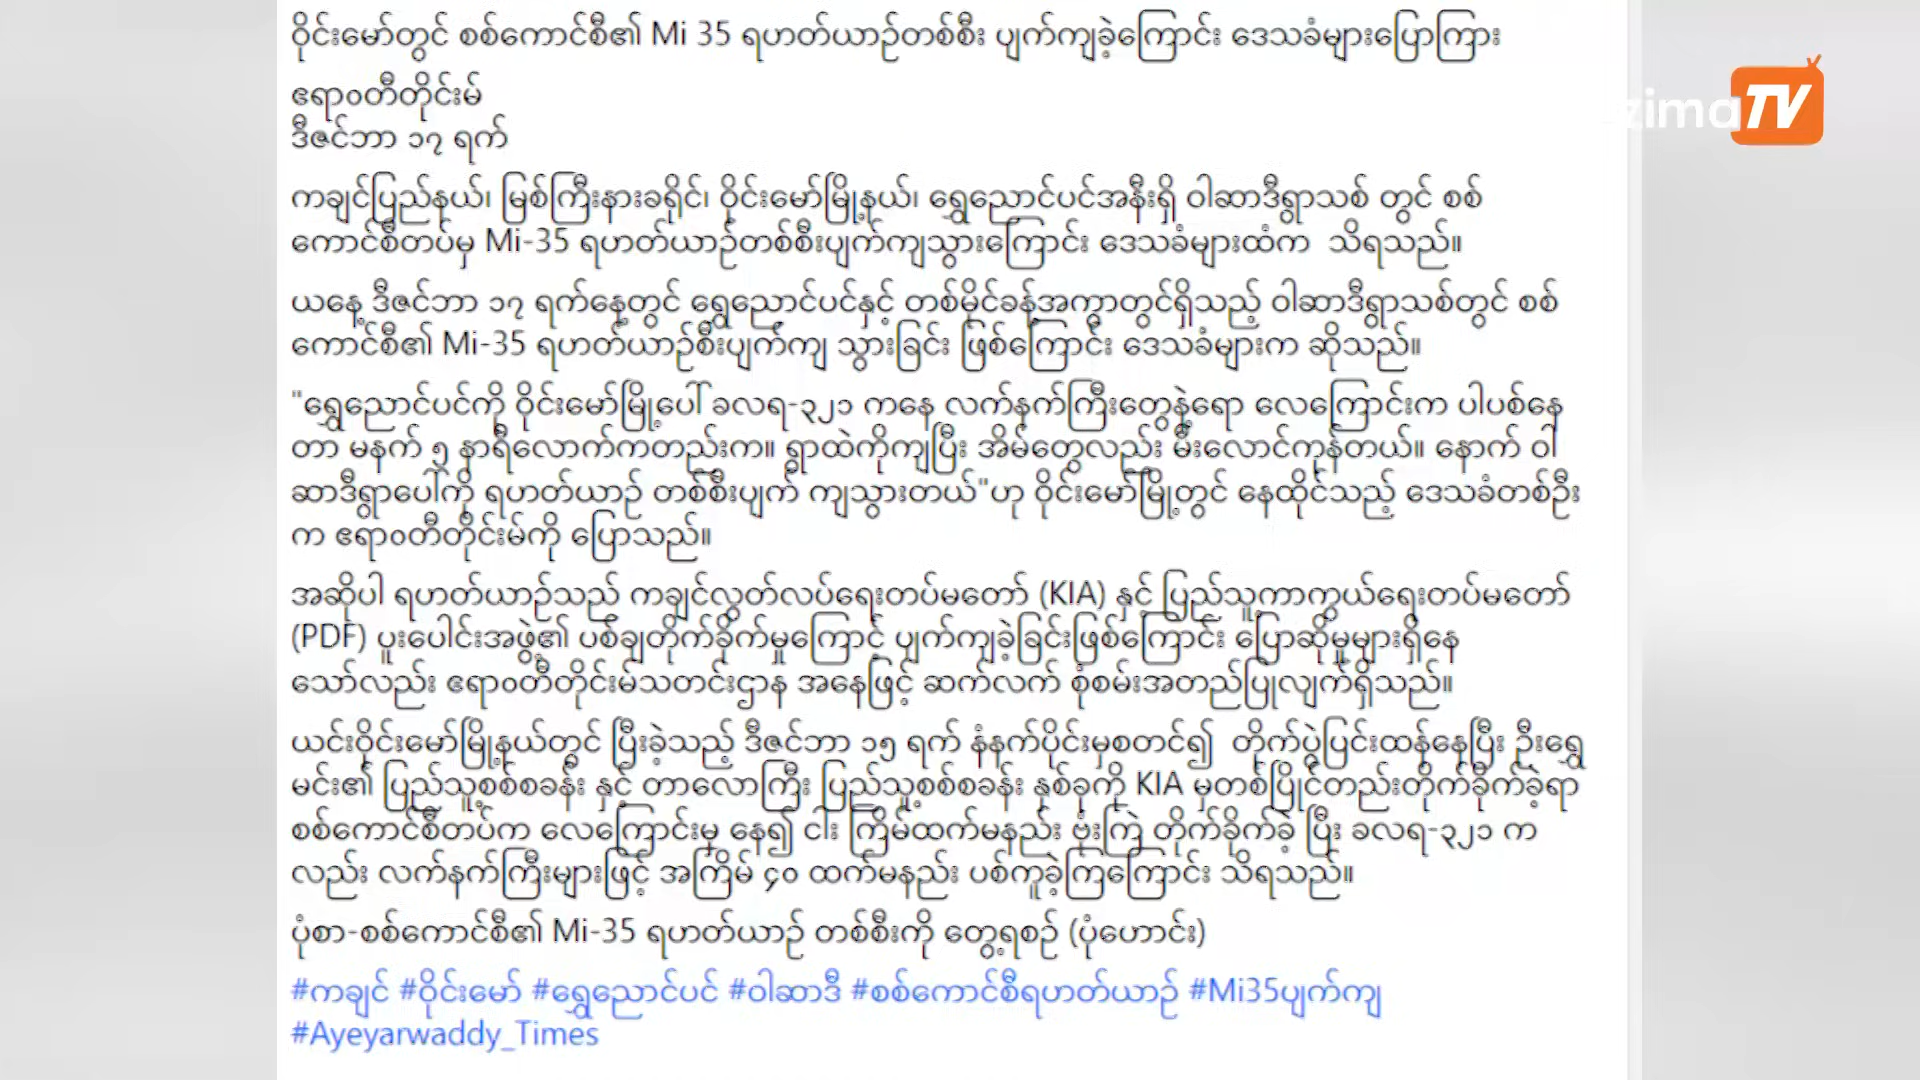 ဝိုင်းမော်တွင် စစ်ကောင်စီ၏ Mi 35 ရဟတ်ယာဉ်တစ်စီး ပျက်ကျခဲ့ကြောင်း ဒေသခံများပြောကြား
ဧရာဝတီတိုင်းမ်
ဒီဇင်ဘာ ၁၇ ရက်
ကချင်ပြည်နယ်၊ မြစ်ကြီးနားခရိုင်၊ ဝိုင်းမော်မြို့နယ်၊ ရွှေညောင်ပင်အနီးရှိ ဝါဆာဒီရွာသစ် တွင် စစ်
ကောင်စီတပ်မှ Mi-35 ရဟတ်ယာဉ်တစ်စီးပျက်ကျသွားကြောင်း ဒေသခံများထံက သိရသည်။
ယနေ့ ဒီဇင်ဘာ ၁၇ ရက်နေ့တွင် ရွှေညောင်ပင်နှင့် တစ်မိုင်ခန့်အကွာတွင်ရှိသည့် ဝါဆာဒီရွာသစ်တွင် စစ်
ကောင်စီ၏ Mi-35 ရဟတ်ယာဉ်စီးပျက်ကျ သွားခြင်း ဖြစ်ကြောင်း ဒေသခံများက ဆိုသည်။
"ရွှေညောင်ပင်ကို ဝိုင်းမော်မြို့ပေါ် ခလရ-၃၂၁ ကနေ လက်နက်ကြီးတွေနဲ့ရော လေကြောင်းက ပါပစ်နေ
တာ မနက် ၅ နာရီလောက်ကတည်းက။ ရွာထဲကိုကျပြီး အိမ်တွေလည်း မီးလောင်ကုန်တယ်။ နောက် ဝါ
ဆာဒီရွာပေါ်ကို ရဟတ်ယာဉ် တစ်စီးပျက် ကျသွားတယ်"ဟု ဝိုင်းမော်မြို့တွင် နေထိုင်သည့် ဒေသခံတစ်ဦး
က ဧရာဝတီတိုင်းမ်ကို ပြောသည်။
အဆိုပါ ရဟတ်ယာဉ်သည် ကချင်လွတ်လပ်ရေးတပ်မတော် (KIA) နှင့် ပြည်သူ့ကာကွယ်ရေးတပ်မတော်
(PDF) ပူးပေါင်းအဖွဲ့၏ ပစ်ချတိုက်ခိုက်မှုကြောင့် ပျက်ကျခဲ့ခြင်းဖြစ်ကြောင်း ပြောဆိုမှုများရှိနေ
သော်လည်း ဧရာဝတီတိုင်းမ်သတင်းဌာန အနေဖြင့် ဆက်လက် စုံစမ်းအတည်ပြုလျက်ရှိသည်။
ယင်းဝိုင်းမော်မြို့နယ်တွင် ပြီးခဲ့သည့် ဒီဇင်ဘာ ၁၅ ရက် နံနက်ပိုင်းမှစတင်၍ တိုက်ပွဲပြင်းထန်နေပြီး ဦးရွှေ
မင်း၏ ပြည်သူ့စစ်စခန်း နှင့် တာလောကြီး ပြည်သူ့စစ်စခန်း နှစ်ခုကို KIA မှတစ်ပြိုင်တည်းတိုက်ခိုက်ခဲ့ရာ
စစ်ကောင်စီတပ်က လေကြောင်းမှ နေ၍ ငါး ကြိမ်ထက်မနည်း ဗုံးကြဲ တိုက်ခိုက်ခဲ့ ပြီး ခလရ-၃၂၁ က
လည်း လက်နက်ကြီးများဖြင့် အကြိမ် ၄၀ ထက်မနည်း ပစ်ကူခဲ့ကြကြောင်း သိရသည်။
ပုံစာ-စစ်ကောင်စီ၏ Mi-35 ရဟတ်ယာဉ် တစ်စီးကို တွေ့ရစဉ် (ပုံဟောင်း)
#ကချင် #ဝိုင်းမော် #ရွှေညောင်ပင် #ဝါဆာဒီ #စစ်ကောင်စီရဟတ်ယာဉ် #Mi35ပျက်ကျ
#Ayeyarwaddy_Times
zima TV